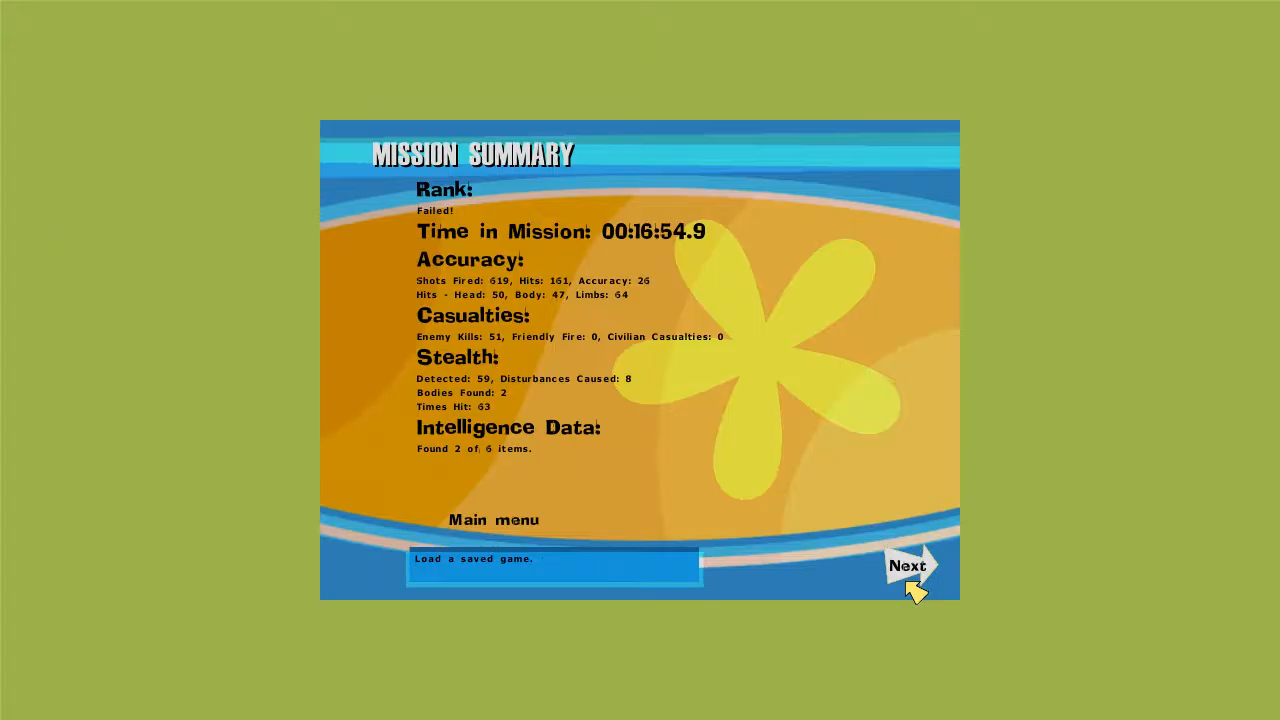 MISSION SUMMARY
Rank:
Failed!
Time in Mission: 00:16:54.9
Accuracy:
Shots Fired: 619, Hits: 161, Accuracy: 26
Hits - Head: 50, Body: 47, Limbs: 64
Casualties:
Enemy Kills: 51, Friendly Fire: 0, Civilian Casualties: 0
Stealth:
Detected: 59, Disturbances Caused: 8
Bodies Found: 2
Times Hit: 63
Intelligence Data:
Found 2 of 6 items.
Main menu
Load a saved game.
Next